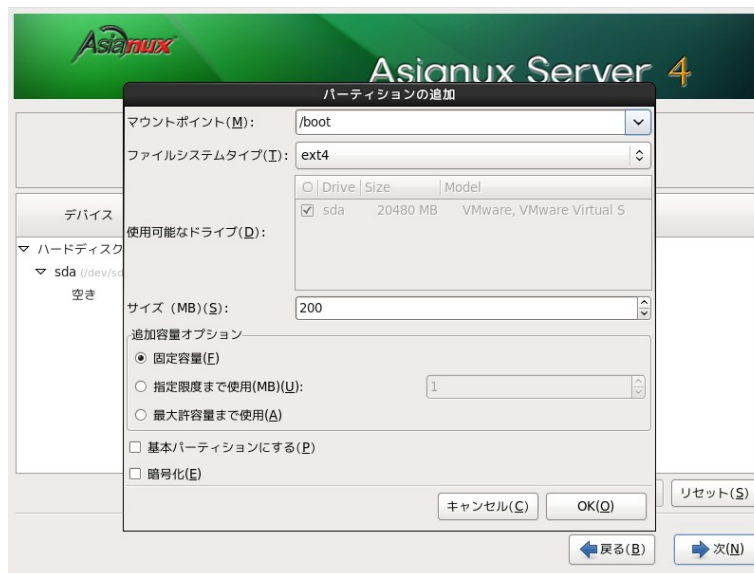 Asianux
Asianux Server 4
パーティションの追加
マウントポイント(M): /boot
ファイルシステムタイプ(T): ext4
Drive Size Model
sda 20480 MB VMware, VMware Virtual S
使用可能なドライブ(D):
サイズ (MB)(S): 200
追加容量オプション
固定容量(F)
指定限度まで使用(MB)(U): 1
最大許容量まで使用(A)
基本パーティションにする(P)
暗号化(E)
キャンセル(C) OK(O)
デバイス
ハードディスク
sda (/dev/sd
空き
リセット(S)
戻る(B) 次(N)